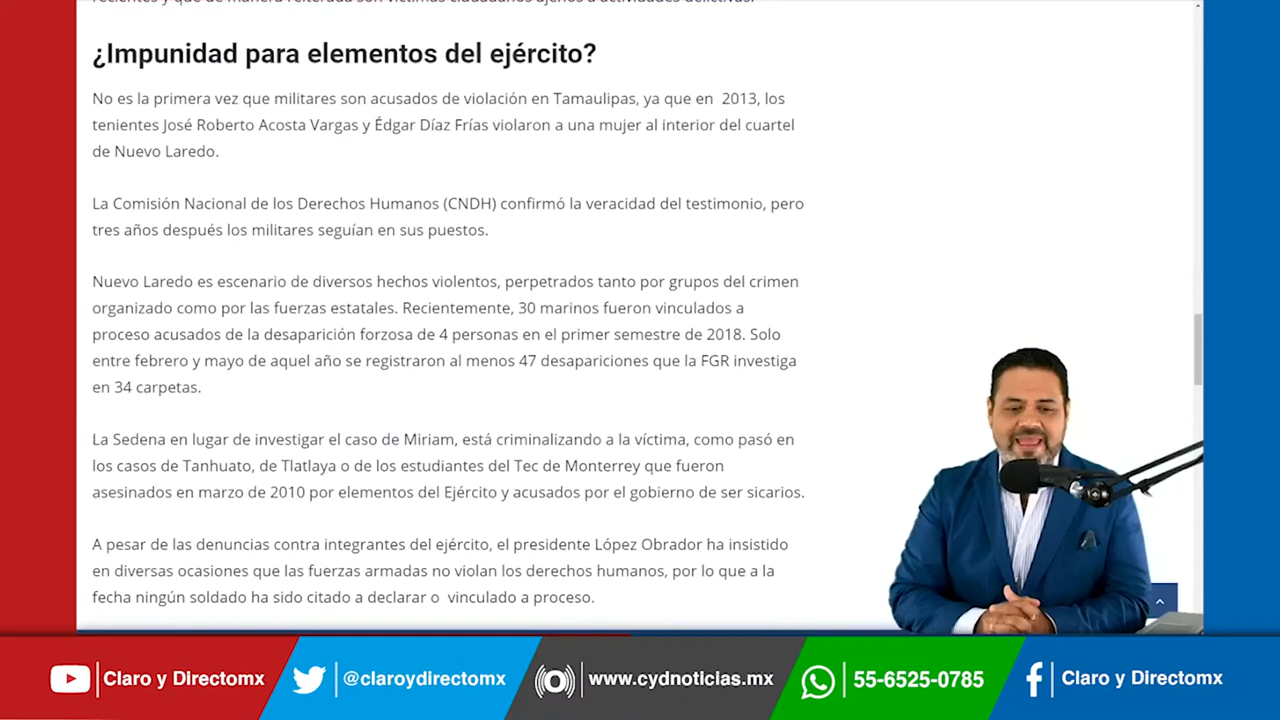 recientes y que de manera reiterada son víctimas ciudadanos ajenos a actividades delictivas.
¿Impunidad para elementos del ejército?
No es la primera vez que militares son acusados de violación en Tamaulipas, ya que en  2013, los
tenientes José Roberto Acosta Vargas y Édgar Díaz Frías violaron a una mujer al interior del cuartel
de Nuevo Laredo.
La Comisión Nacional de los Derechos Humanos (CNDH) confirmó la veracidad del testimonio, pero
tres años después los militares seguían en sus puestos.
Nuevo Laredo es escenario de diversos hechos violentos, perpetrados tanto por grupos del crimen
organizado como por las fuerzas estatales. Recientemente, 30 marinos fueron vinculados a
proceso acusados de la desaparición forzosa de 4 personas en el primer semestre de 2018. Solo
entre febrero y mayo de aquel año se registraron al menos 47 desapariciones que la FGR investiga
en 34 carpetas.
La Sedena en lugar de investigar el caso de Miriam, está criminalizando a la víctima, como pasó en
los casos de Tanhuato, de Tlatlaya o de los estudiantes del Tec de Monterrey que fueron
asesinados en marzo de 2010 por elementos del Ejército y acusados por el gobierno de ser sicarios.
A pesar de las denuncias contra integrantes del ejército, el presidente López Obrador ha insistido
en diversas ocasiones que las fuerzas armadas no violan los derechos humanos, por lo que a la
fecha ningún soldado ha sido citado a declarar o  vinculado a proceso.
Claro y Directomx
@claroydirectomx
www.cydnoticias.mx
55-6525-0785
Claro y Directomx